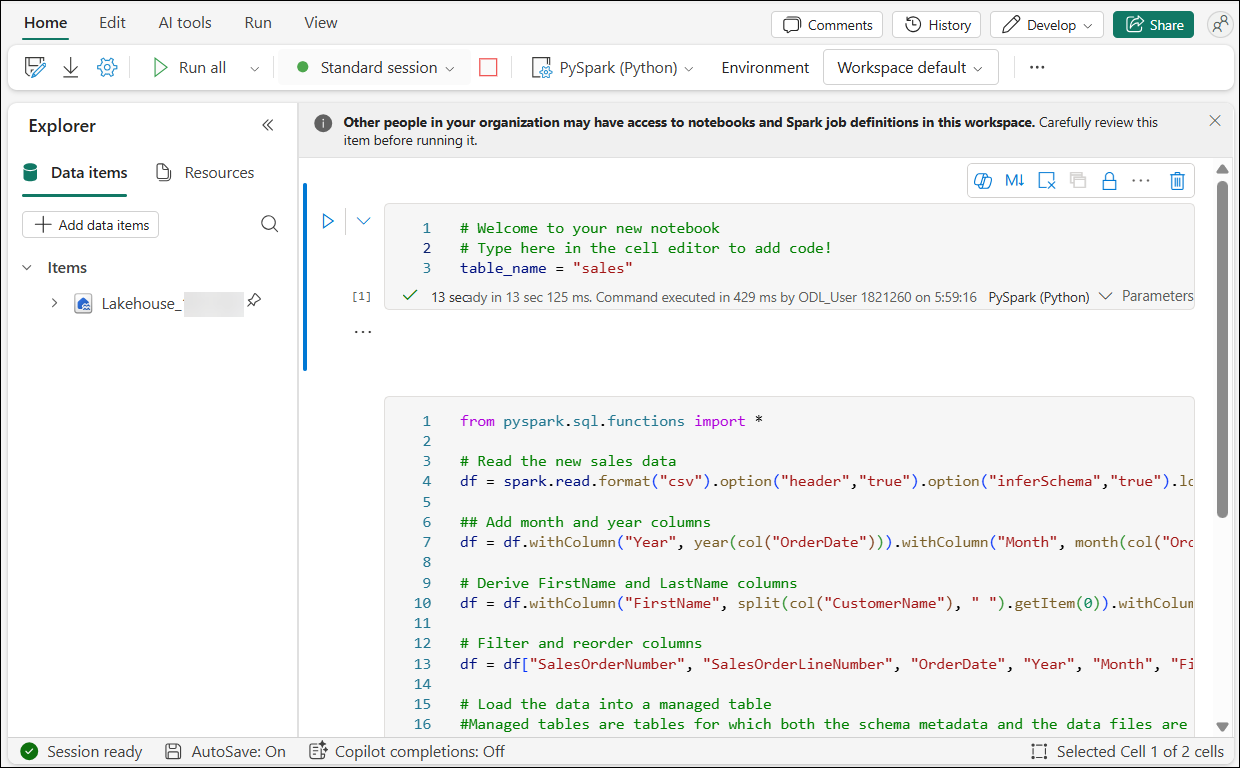 Home Edit AI tools Run View
Comments History Develop Share
Run all Standard session PySpark (Python) Environment Workspace default ...
Explorer
Other people in your organization may have access to notebooks and Spark job definitions in this workspace. Carefully review this
item before running it.
Data items Resources
Add data items
Items
Lakehouse_
M↓ ...
1 # Welcome to your new notebook
2 # Type here in the cell editor to add code!
3 table_name = "sales"
[1] 13 sec ady in 13 sec 125 ms. Command executed in 429 ms by ODL_User 1821260 on 5:59:16 PySpark (Python) Parameters
...
1 from pyspark.sql.functions import *
2
3 # Read the new sales data
4 df = spark.read.format("csv").option("header","true").option("inferSchema","true").lo
5
6 ## Add month and year columns
7 df = df.withColumn("Year", year(col("OrderDate"))).withColumn("Month", month(col("Ord
8
9 # Derive FirstName and LastName columns
10 df = df.withColumn("FirstName", split(col("CustomerName"), " ").getItem(0)).withColum
11
12 # Filter and reorder columns
13 df = df["SalesOrderNumber", "SalesOrderLineNumber", "OrderDate", "Year", "Month", "Fi
14
15 # Load the data into a managed table
16 #Managed tables are tables for which both the schema metadata and the data files are
Session ready AutoSave: On Copilot completions: Off Selected Cell 1 of 2 cells